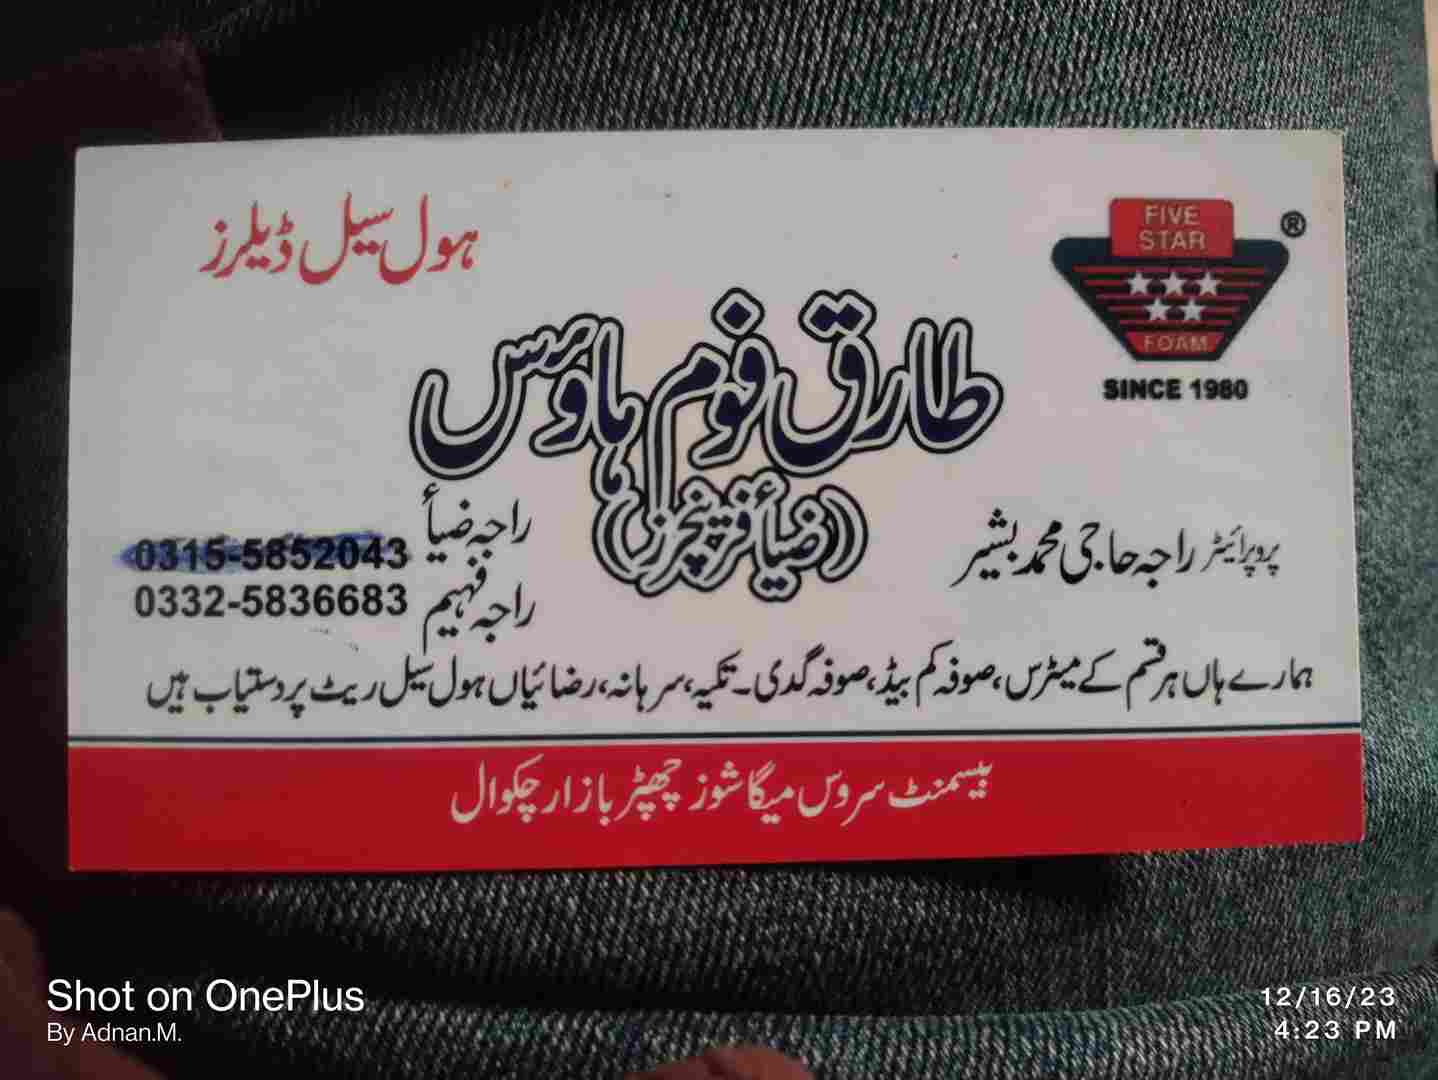 ہول سیل ڈیلرز
FIVE
STAR
®
FOAM
SINCE 1980
طارق فوم ہاؤس
(ضیأ فرنیچرز)
پروپرائیٹر راجہ حاجی محمد بشیر
راجہ ضیأ 0315-5852043
راجہ فہیم 0332-5836683
ہمارے ہاں ہر قسم کے میٹرس، صوفہ کم بیڈ، صوفہ گدی۔ تکیہ، سرہانہ، رضائیاں ہول سیل ریٹ پر دستیاب ہیں
بیسمنٹ سروس میگا شوز چھپڑ بازار چکوال
Shot on OnePlus
By Adnan.M.
12/16/23
4:23 PM